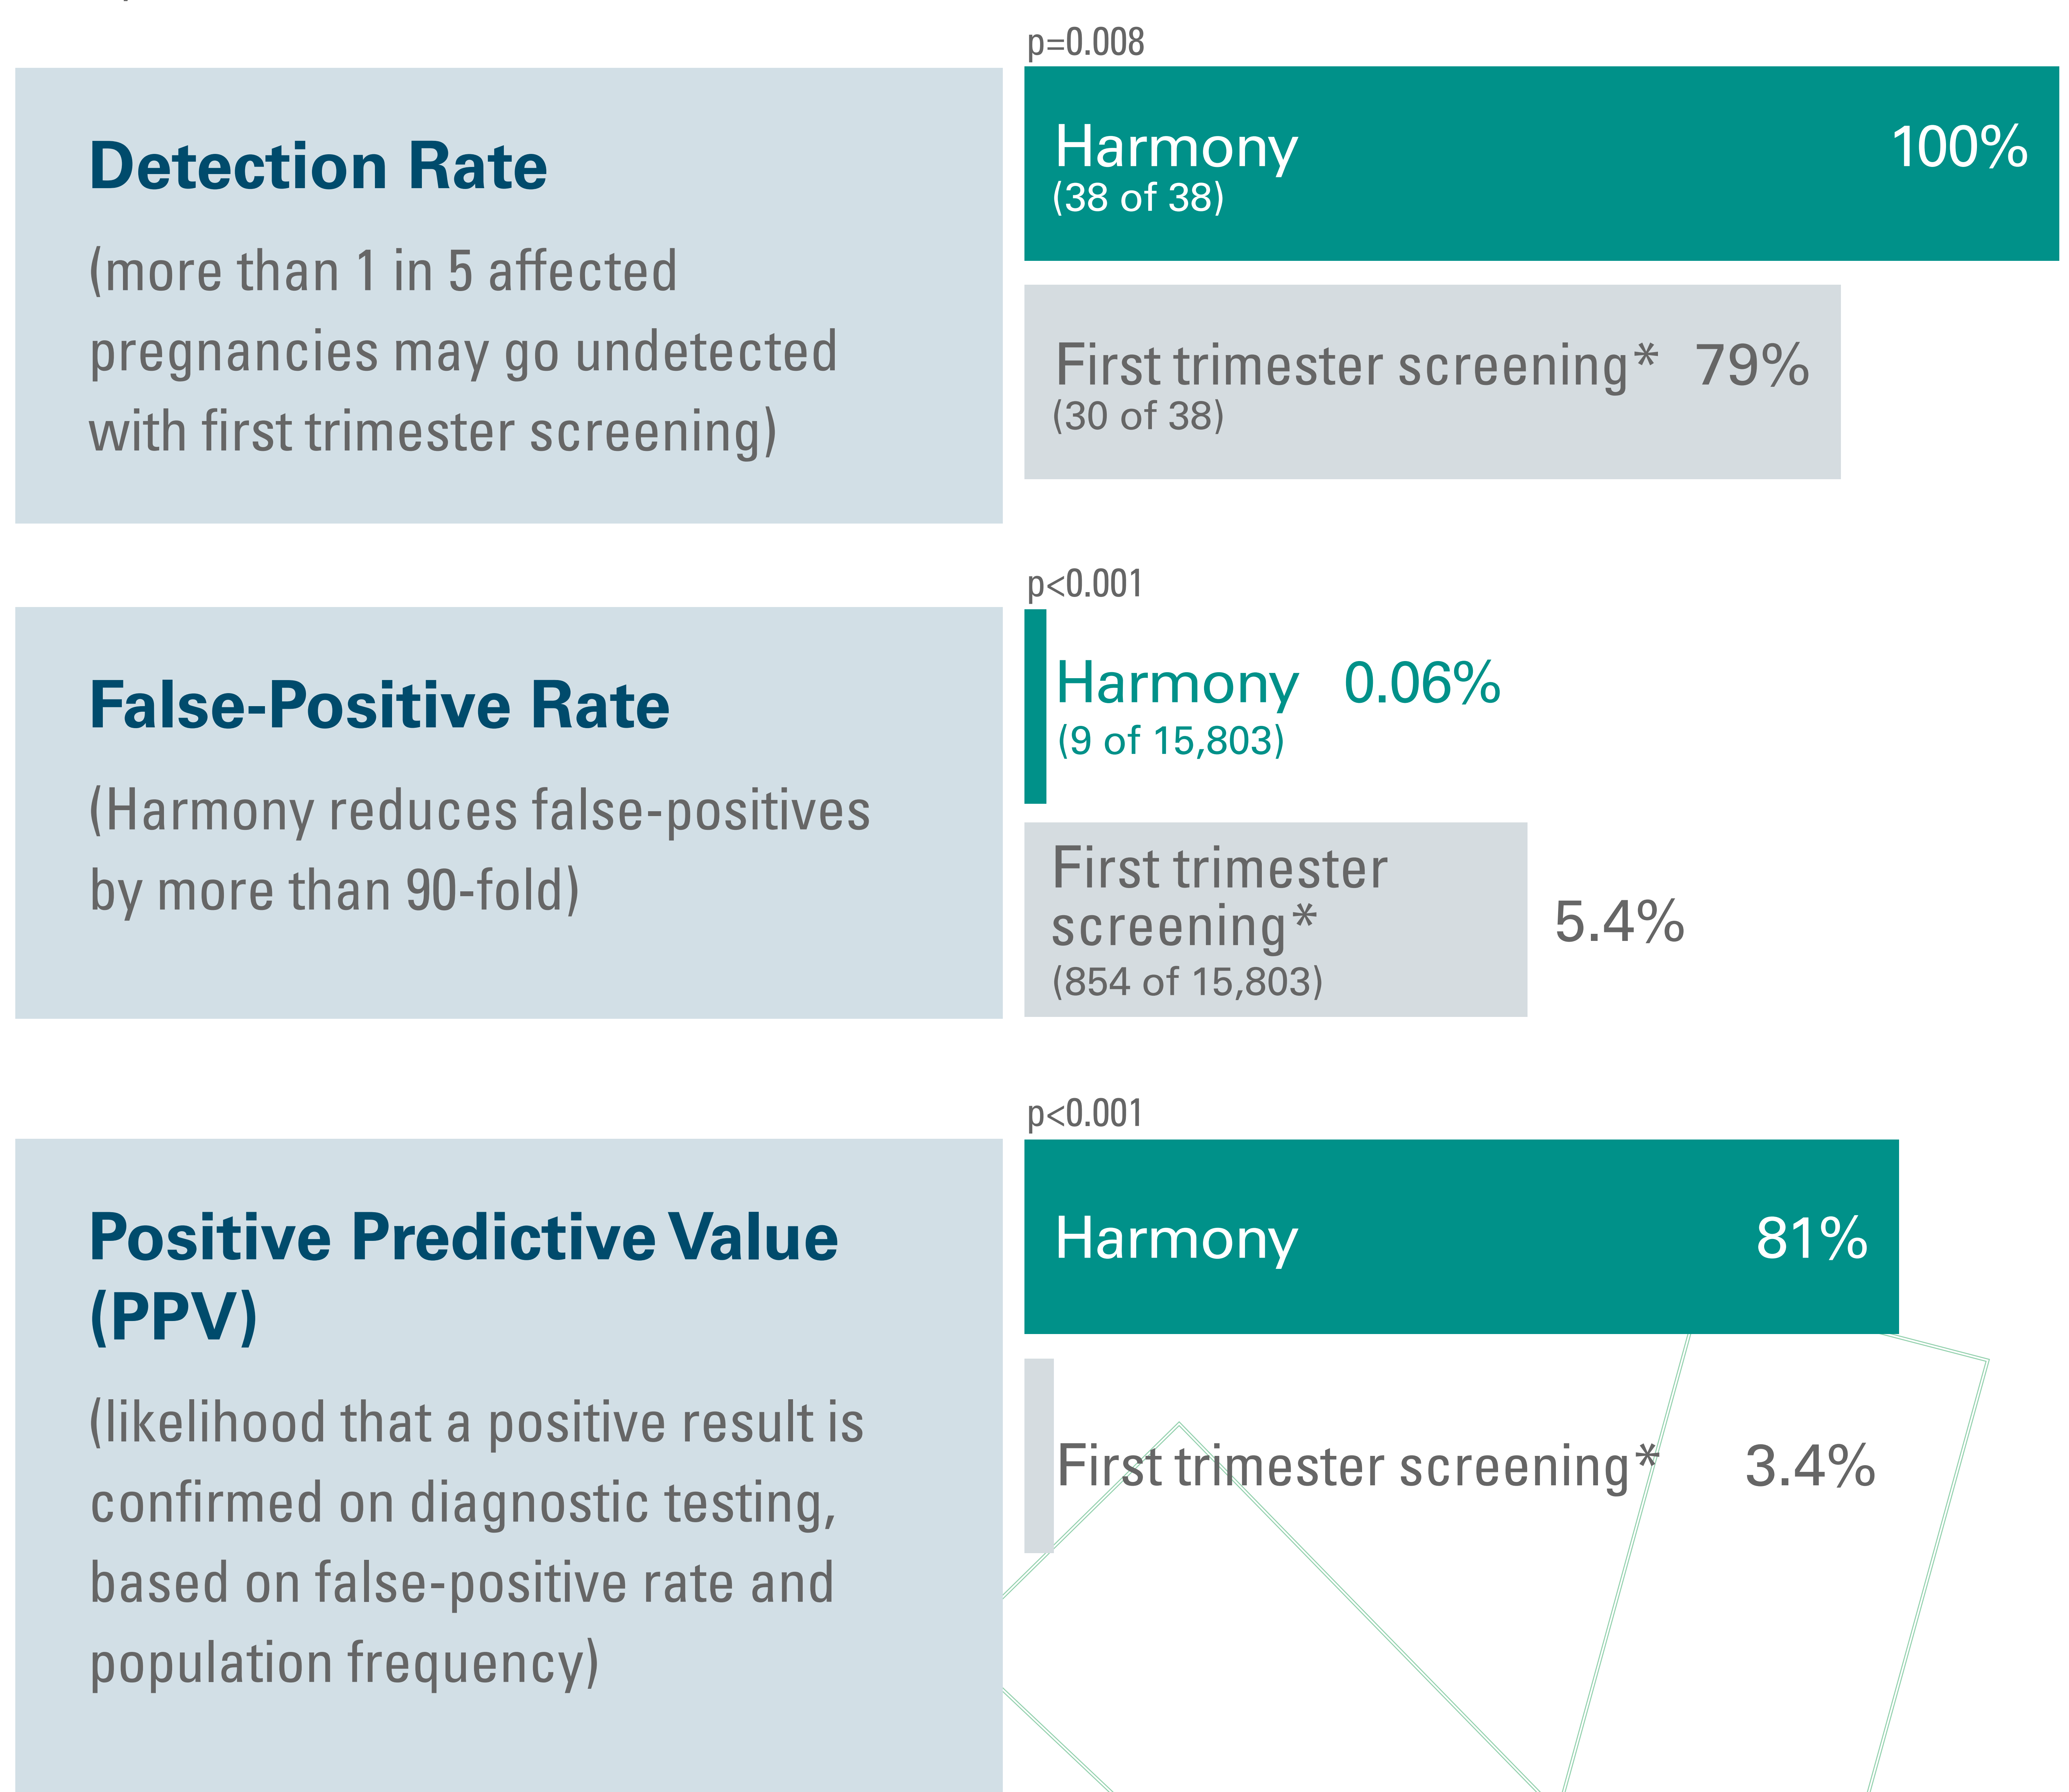 p=0.008
Detection Rate
(more than 1 in 5 affected
pregnancies may go undetected
with first trimester screening)
Harmony 100%
(38 of 38)
First trimester screening* 79%
(30 of 38)
p<0.001
False-Positive Rate
(Harmony reduces false-positives
by more than 90-fold)
Harmony 0.06%
(9 of 15,803)
First trimester
screening*
(854 of 15,803)
5.4%
p<0.001
Positive Predictive Value
(PPV)
(likelihood that a positive result is
confirmed on diagnostic testing,
based on false-positive rate and
population frequency)
Harmony 81%
First trimester screening* 3.4%